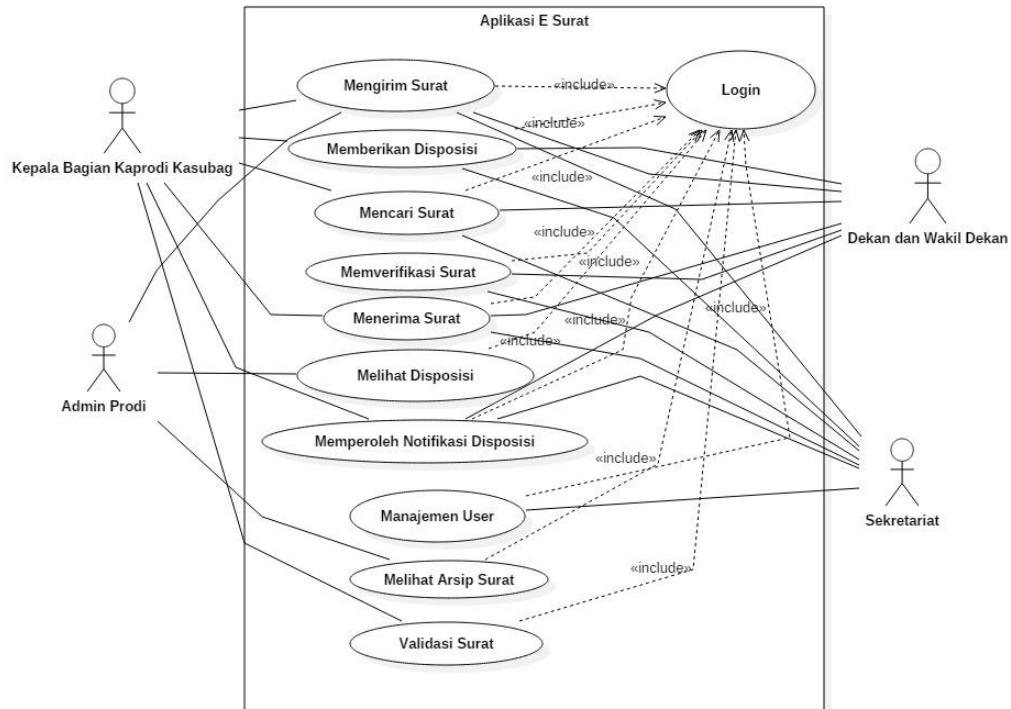 Aplikasi E Surat
Mengirim Surat
«include»
Login
«include»
Memberikan Disposisi
Kepala Bagian Kaprodi Kasubag
«include»
Mencari Surat
«include»
Dekan dan Wakil Dekan
Memverifikasi Surat
«include»
«include»
Menerima Surat
«include»
«include»
Melihat Disposisi
Admin Prodi
Memperoleh Notifikasi Disposisi
«include»
Manajemen User
Sekretariat
«include»
Melihat Arsip Surat
Validasi Surat